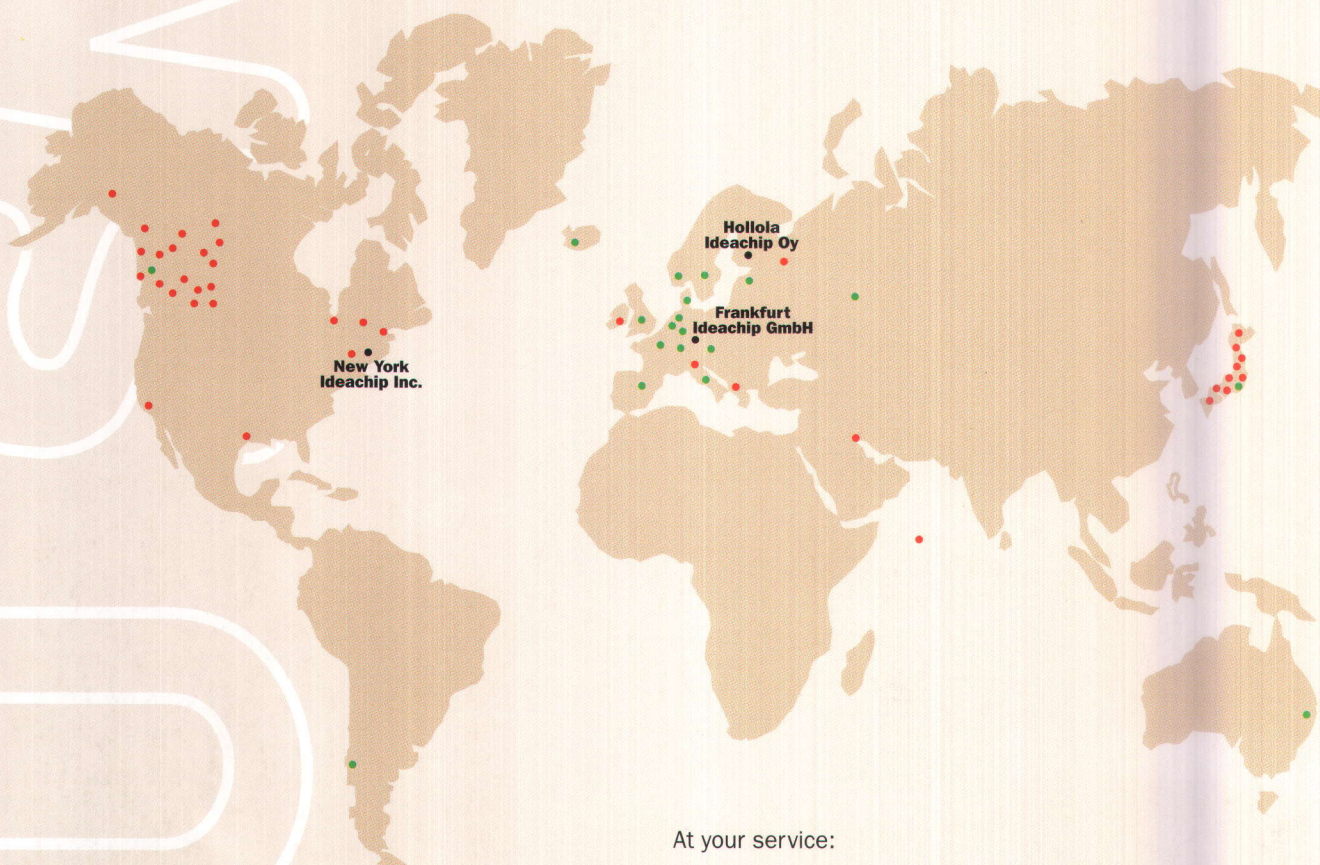 Hollola
Ideachip Oy
Frankfurt
Ideachip GmbH
New York
Ideachip Inc.
At your service: